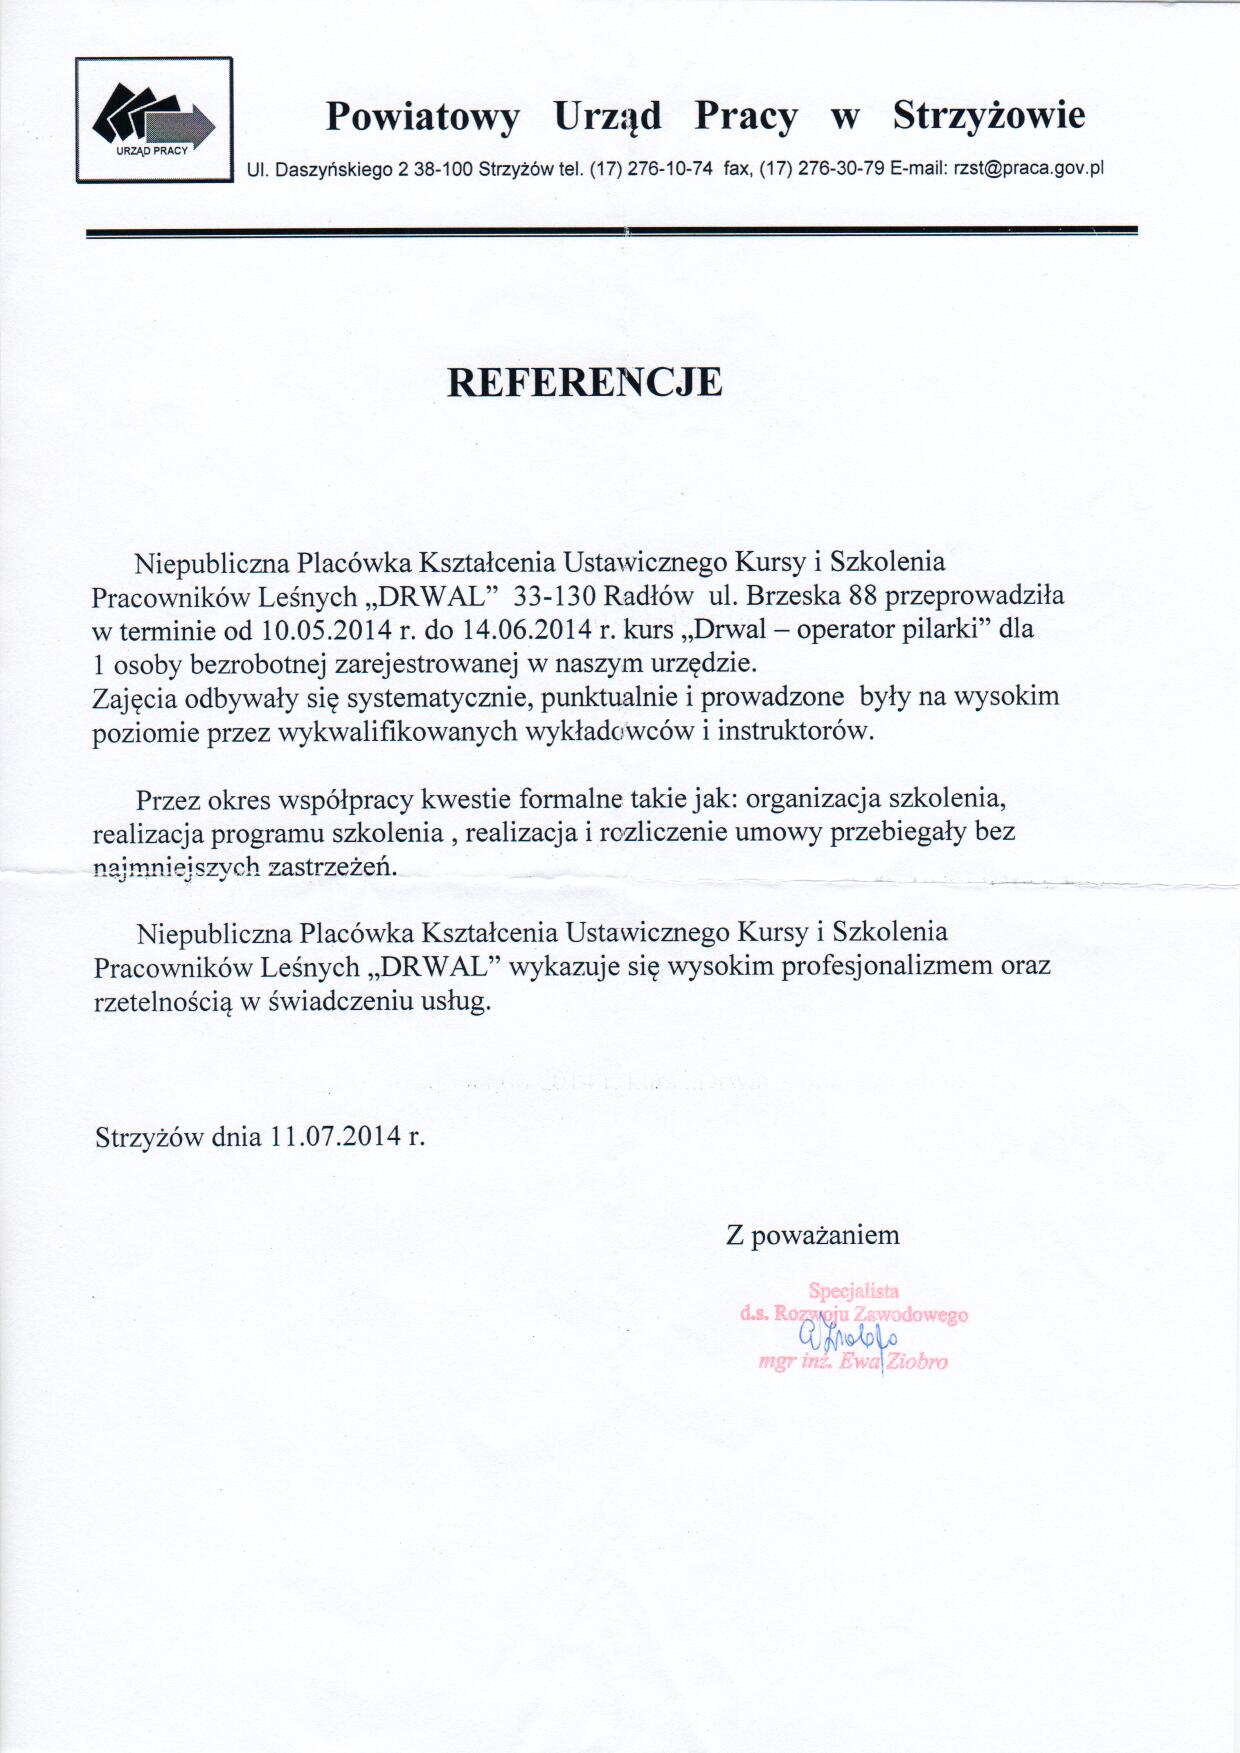 URZĄD PRACY
Powiatowy Urząd Pracy w Strzyżowie
Ul. Daszyńskiego 2 38-100 Strzyżów tel. (17) 276-10-74 fax, (17) 276-30-79 E-mail: rzst@praca.gov.pl
REFERENCJE
Niepubliczna Placówka Kształcenia Ustawicznego Kursy i Szkolenia
Pracowników Leśnych „DRWAL” 33-130 Radłów ul. Brzeska 88 przeprowadziła
w terminie od 10.05.2014 r. do 14.06.2014 r. kurs „Drwal – operator pilarki” dla
1 osoby bezrobotnej zarejestrowanej w naszym urzędzie.
Zajęcia odbywały się systematycznie, punktualnie i prowadzone były na wysokim
poziomie przez wykwalifikowanych wykładowców i instruktorów.
Przez okres współpracy kwestie formalne takie jak: organizacja szkolenia,
realizacja programu szkolenia , realizacja i rozliczenie umowy przebiegały bez
najmniejszych zastrzeżeń.
Niepubliczna Placówka Kształcenia Ustawicznego Kursy i Szkolenia
Pracowników Leśnych „DRWAL” wykazuje się wysokim profesjonalizmem oraz
rzetelnością w świadczeniu usług.
Strzyżów dnia 11.07.2014 r.
Z poważaniem
Specjalista
d.s. Rozwoju Zawodowego
mgr inż. Ewa Ziobro